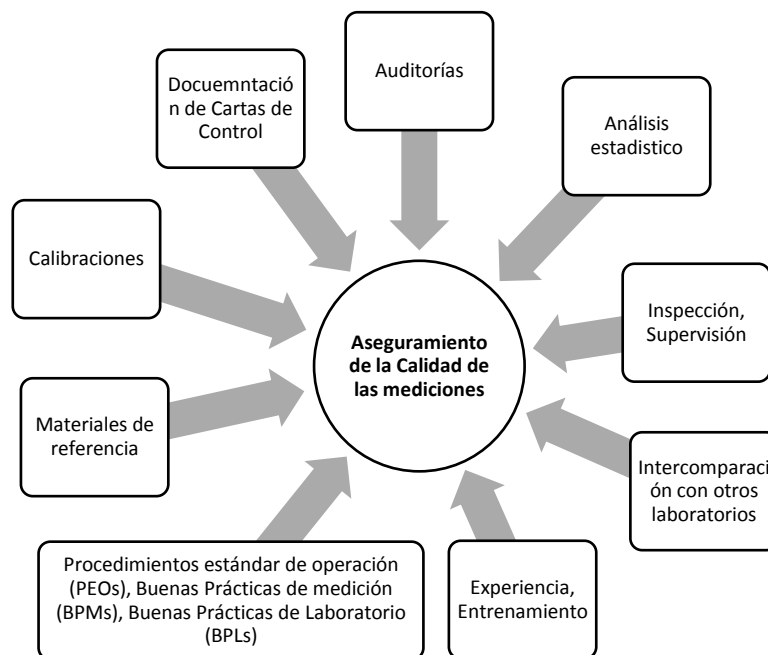 Auditorías
Docuemntació
n de Cartas de
Control
Análisis
estadistico
Calibraciones
Inspección,
Supervisión
Aseguramiento
de la Calidad de
las mediciones
Materiales de
referencia
Intercomparaci
ón con otros
laboratorios
Procedimientos estándar de operación
(PEOs), Buenas Prácticas de medición
(BPMs), Buenas Prácticas de Laboratorio
(BPLs)
Experiencia,
Entrenamiento